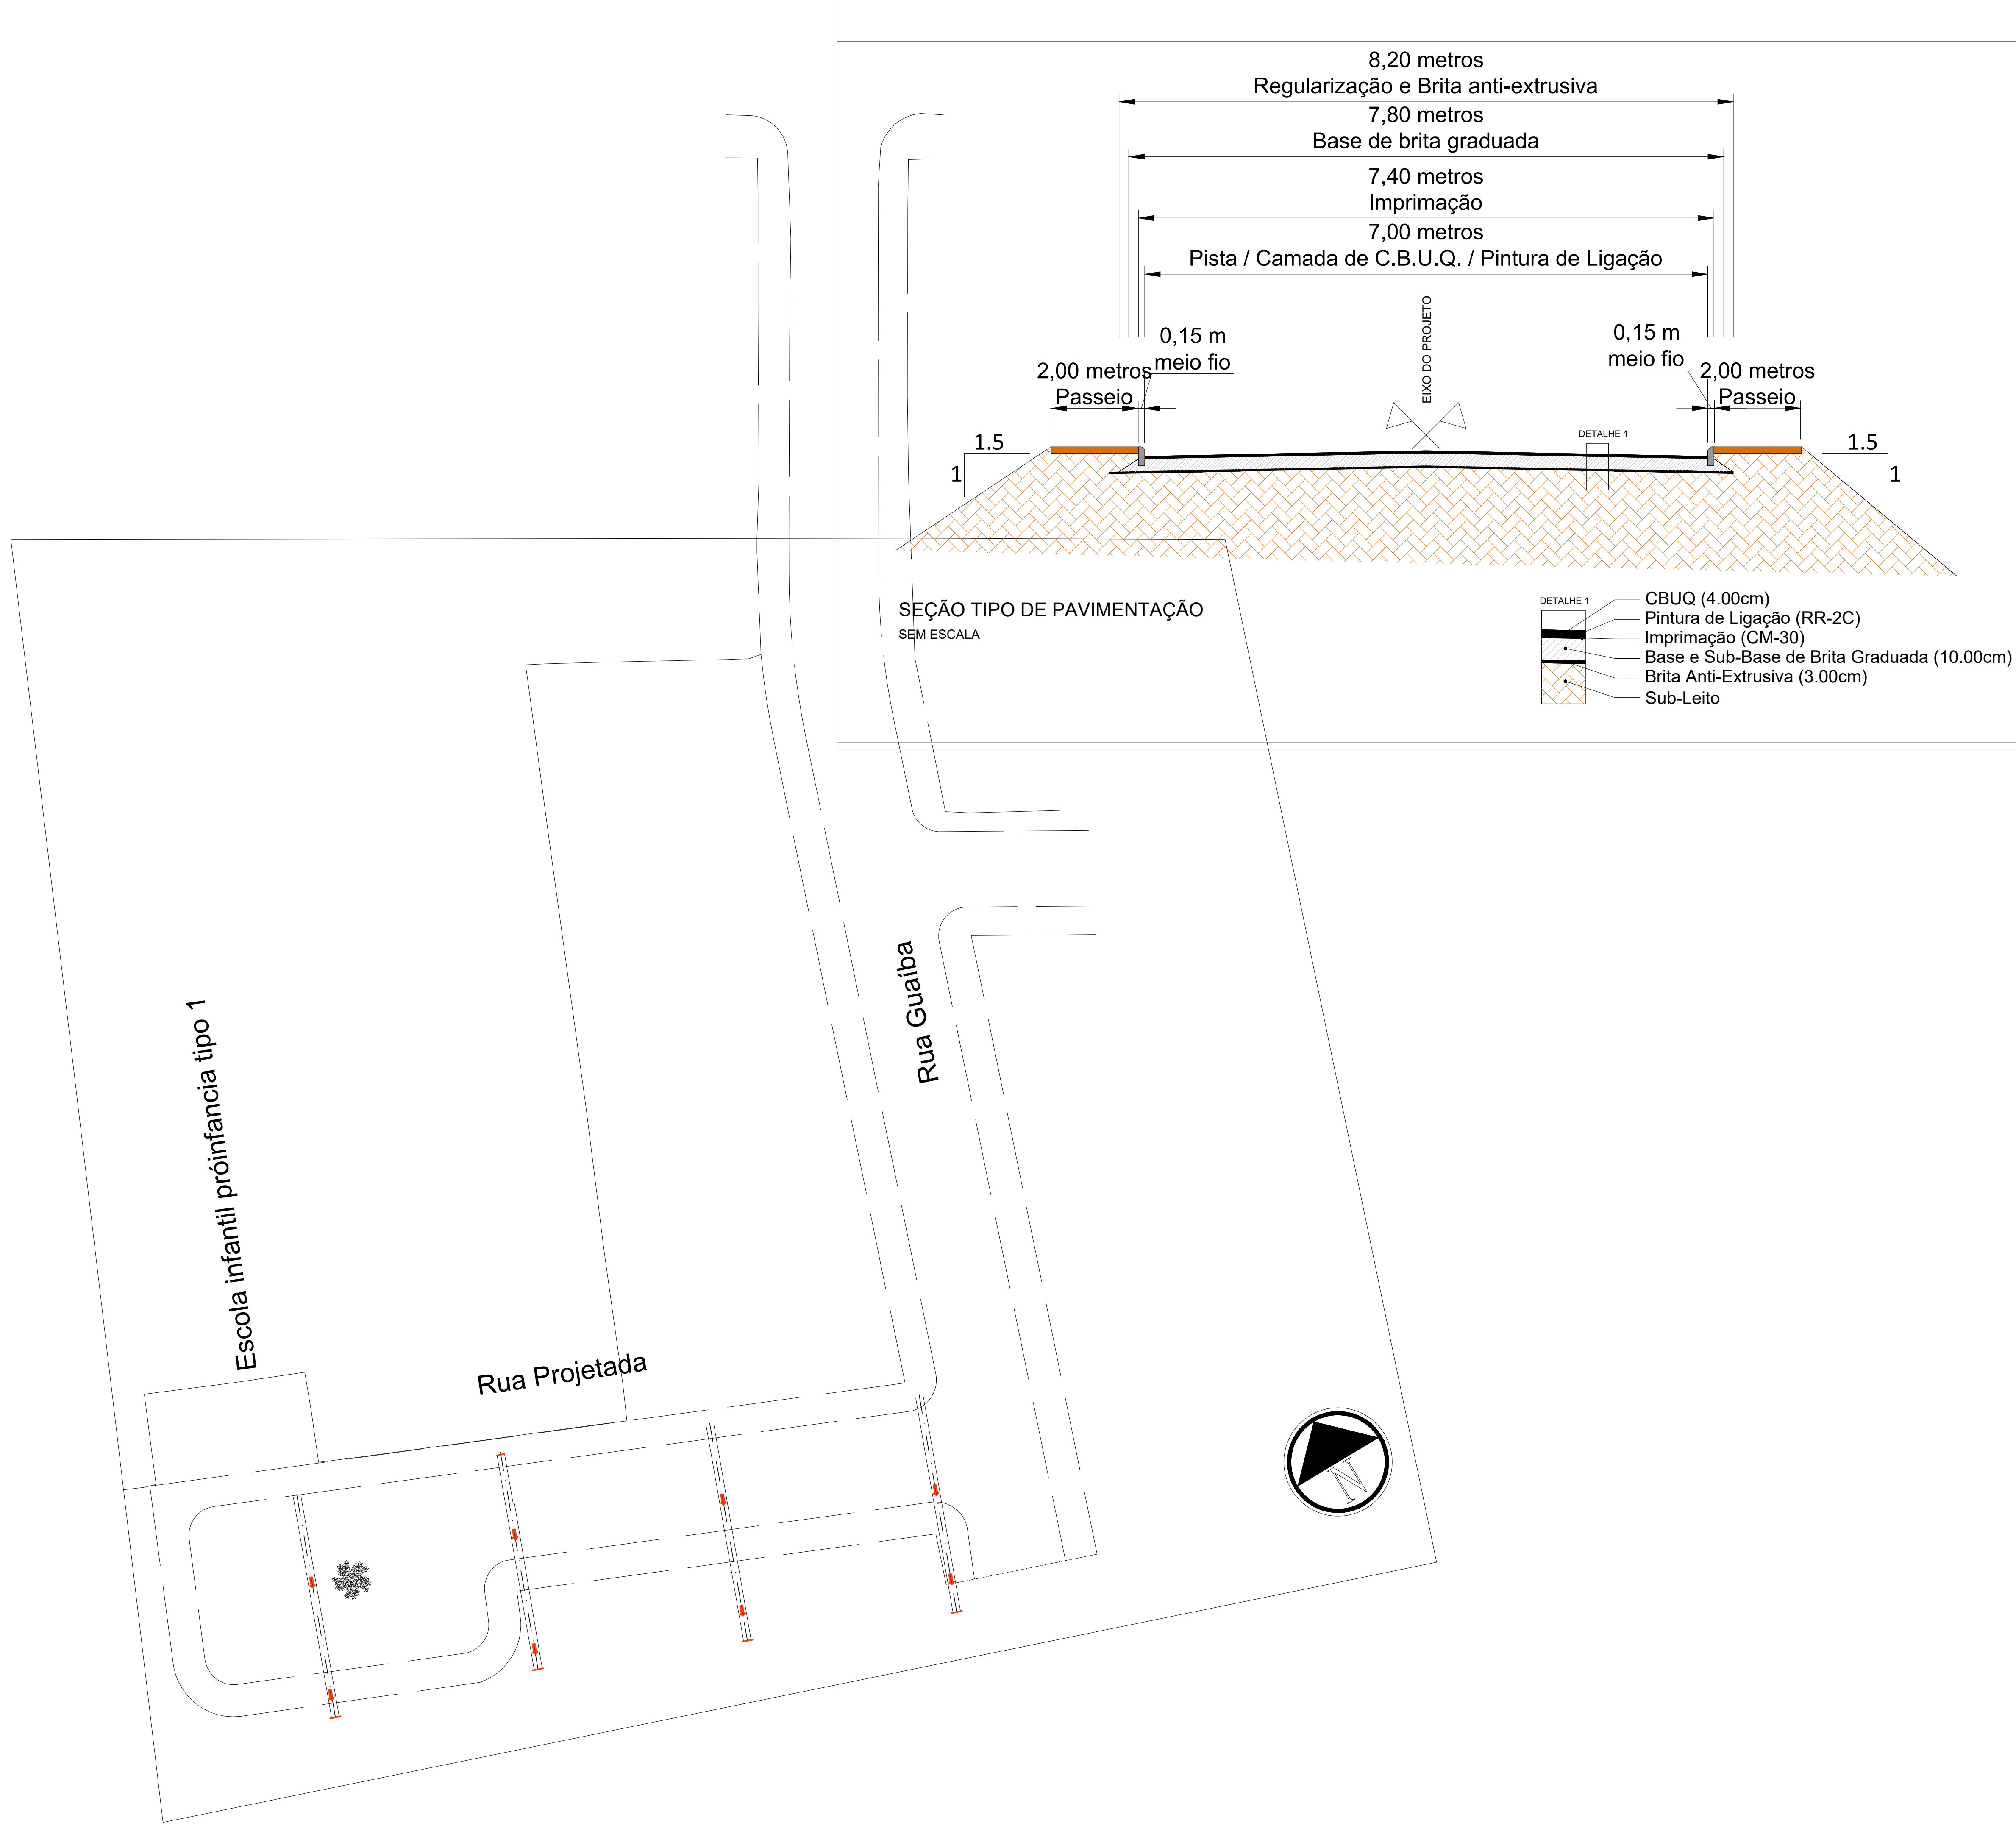 8,20 metros
Regularização e Brita anti-extrusiva
7,80 metros
Base de brita graduada
7,40 metros
Imprimação
7,00 metros
Pista / Camada de C.B.U.Q. / Pintura de Ligação
EIXO DO PROJETO
0,15 m
meio fio
0,15 m
meio fio
2,00 metros
Passeio
2,00 metros
Passeio
DETALHE 1
1.5
1
1.5
1
SEÇÃO TIPO DE PAVIMENTAÇÃO
SEM ESCALA
DETALHE 1
CBUQ (4.00cm)
Pintura de Ligação (RR-2C)
Imprimação (CM-30)
Base e Sub-Base de Brita Graduada (10.00cm)
Brita Anti-Extrusiva (3.00cm)
Sub-Leito
Rua Guaíba
Escola infantil próinfancia tipo 1
Rua Projetada
N